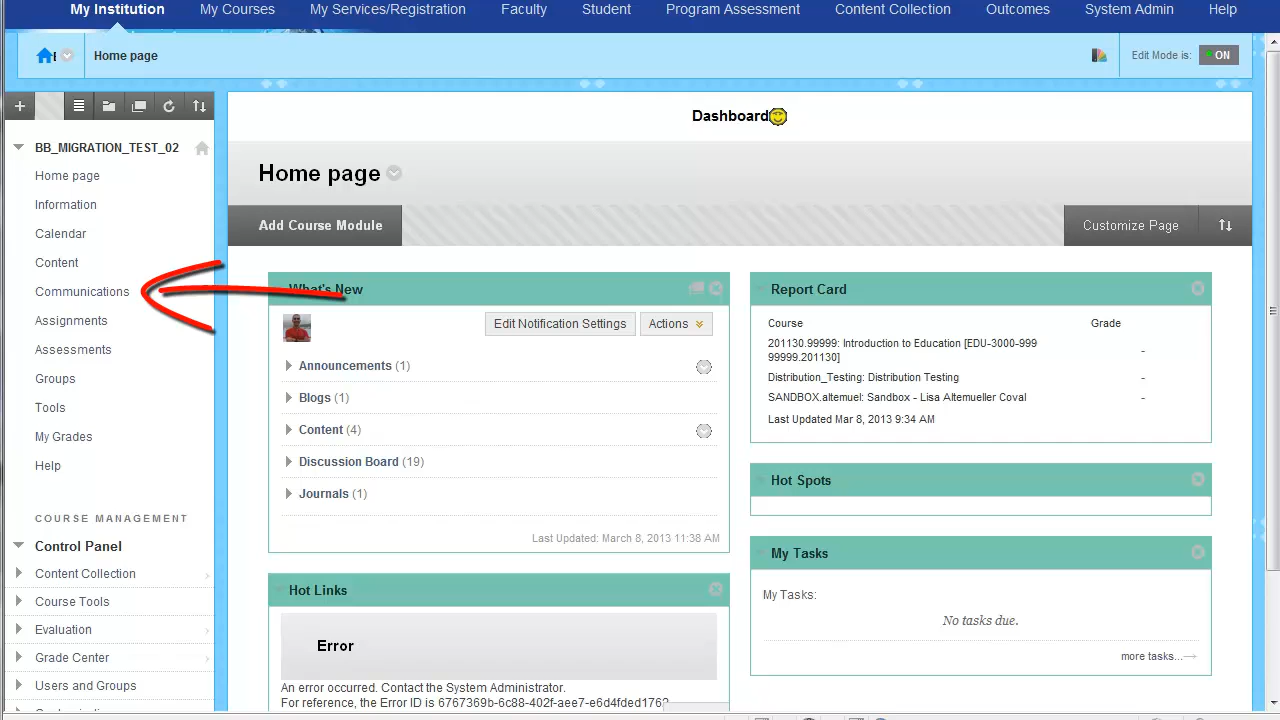 My Institution
My Courses
My Services/Registration
Faculty
Student
Program Assessment
Content Collection
Outcomes
System Admin
Help
Home page
Edit Mode is:
ON
Dashboard
BB_MIGRATION_TEST_02
Home page
Information
Calendar
Content
Communications
Assignments
Assessments
Groups
Tools
My Grades
Help
COURSE MANAGEMENT
Control Panel
Content Collection
Course Tools
Evaluation
Grade Center
Users and Groups
Home page
Add Course Module
Customize Page
What's New
Edit Notification Settings
Actions
Announcements (1)
Blogs (1)
Content (4)
Discussion Board (19)
Journals (1)
Last Updated: March 8, 2013 11:38 AM
Hot Links
Error
An error occurred. Contact the System Administrator.
For reference, the Error ID is 6767369b-6c88-402f-aee7-e6d4fded1762
Report Card
Course Grade
201130.99999: Introduction to Education [EDU-3000-999
99999.201130] -
Distribution_Testing: Distribution Testing -
SANDBOX.altemuel: Sandbox - Lisa Altemueller Coval -
Last Updated Mar 8, 2013 9:34 AM
Hot Spots
My Tasks
My Tasks:
No tasks due.
more tasks...